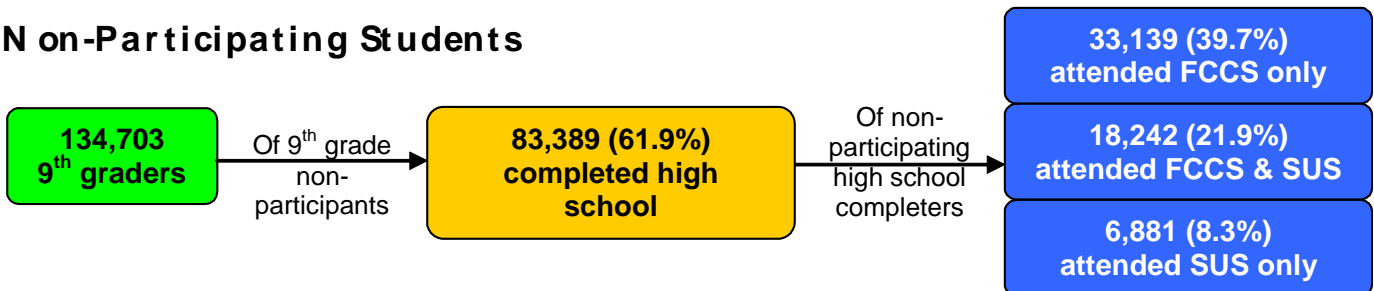 Non-Participating Students
134,703
9th graders
Of 9th grade
non-
participants
83,389 (61.9%)
completed high
school
Of non-
participating
high school
completers
33,139 (39.7%)
attended FCCS only
18,242 (21.9%)
attended FCCS & SUS
6,881 (8.3%)
attended SUS only